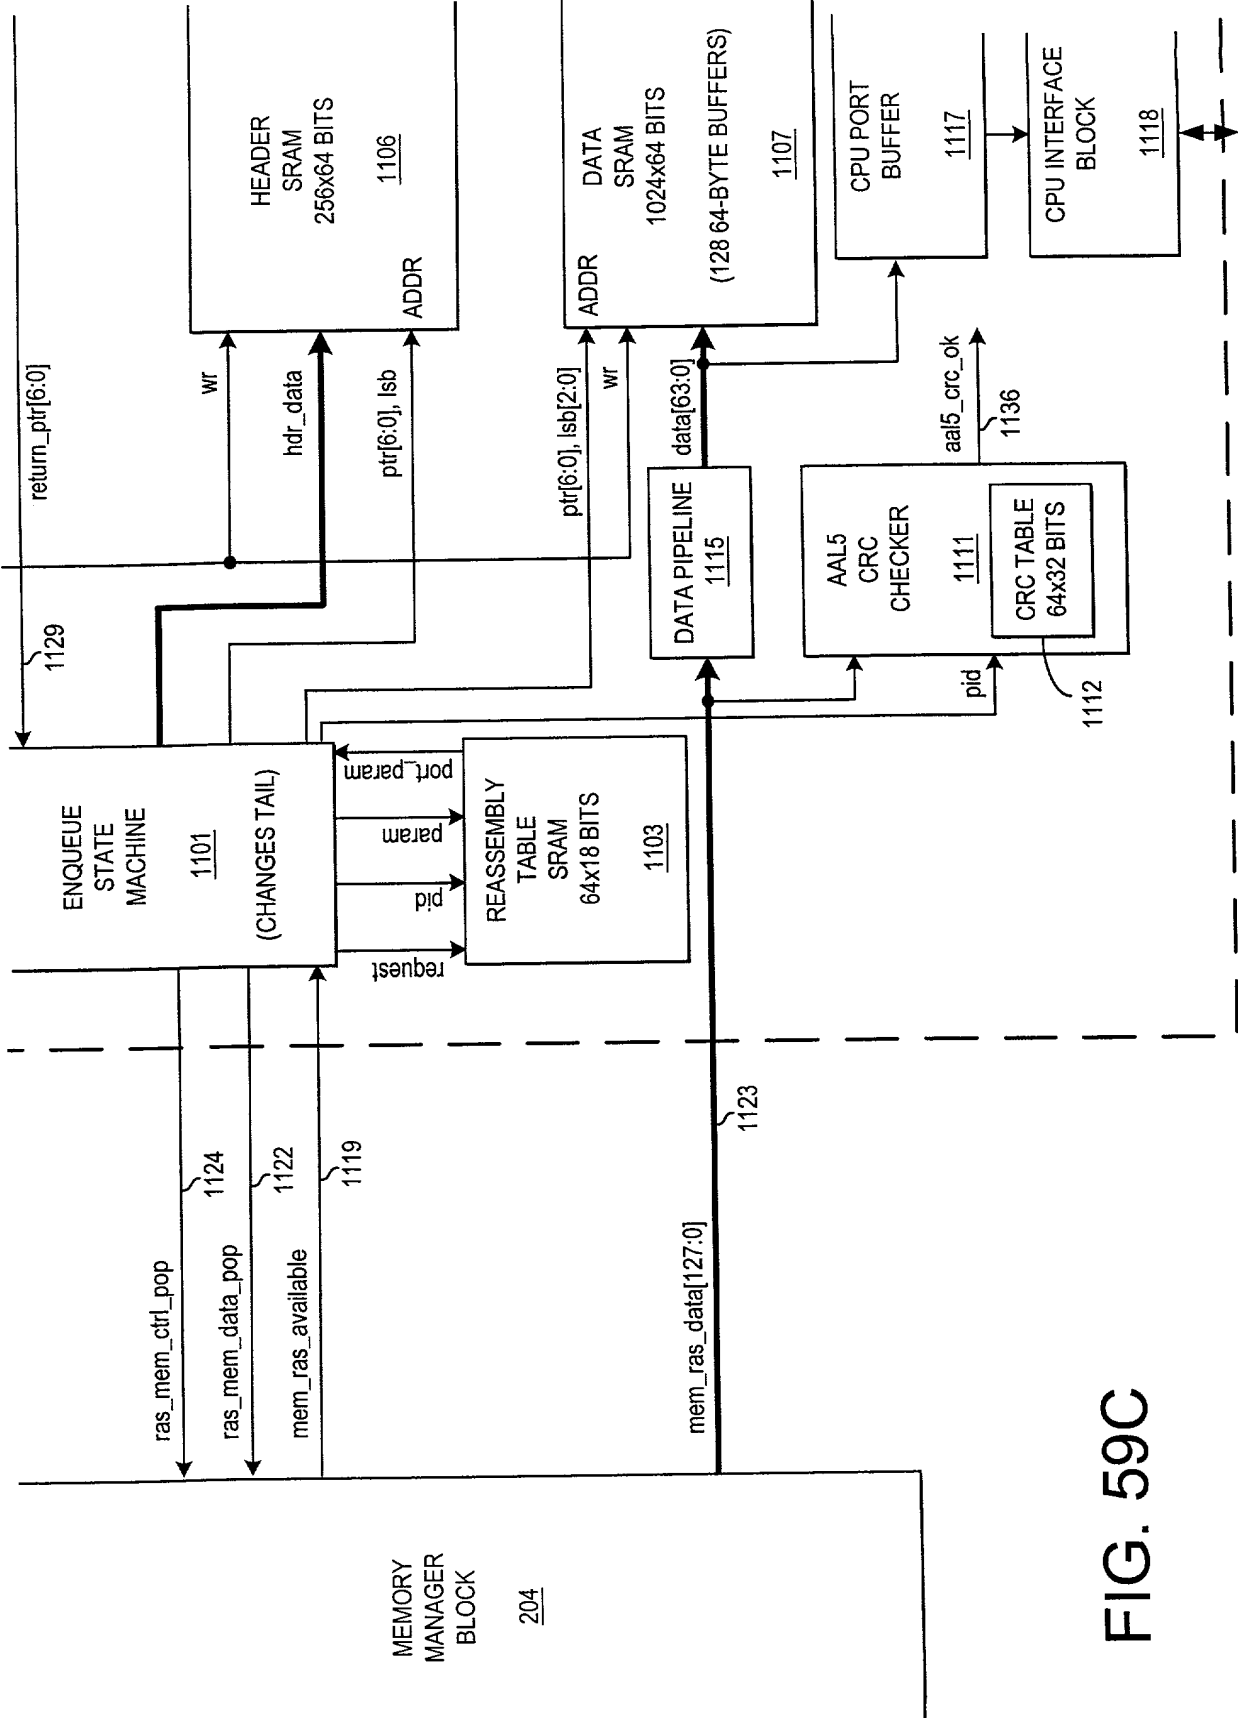 return_ptr[6:0]
1129
ENQUEUE
STATE
MACHINE
1101
(CHANGES TAIL)
ras_mem_ctrl_pop
1124
ras_mem_data_pop
1122
mem_ras_available
1119
MEMORY
MANAGER
BLOCK
204
request
pid
param
port_param
REASSEMBLY
TABLE
SRAM
64x18 BITS
1103
wr
hdr_data
ptr[6:0], lsb
HEADER
SRAM
256x64 BITS
1106
ADDR
ptr[6:0], lsb[2:0]
wr
ADDR
DATA
SRAM
1024x64 BITS
(128 64-BYTE BUFFERS)
1107
mem_ras_data[127:0]
1123
DATA PIPELINE
1115
data[63:0]
pid
AAL5
CRC
CHECKER
1111
CRC TABLE
64x32 BITS
1112
aal5_crc_ok
1136
CPU PORT
BUFFER
1117
CPU INTERFACE
BLOCK
1118
FIG. 59C